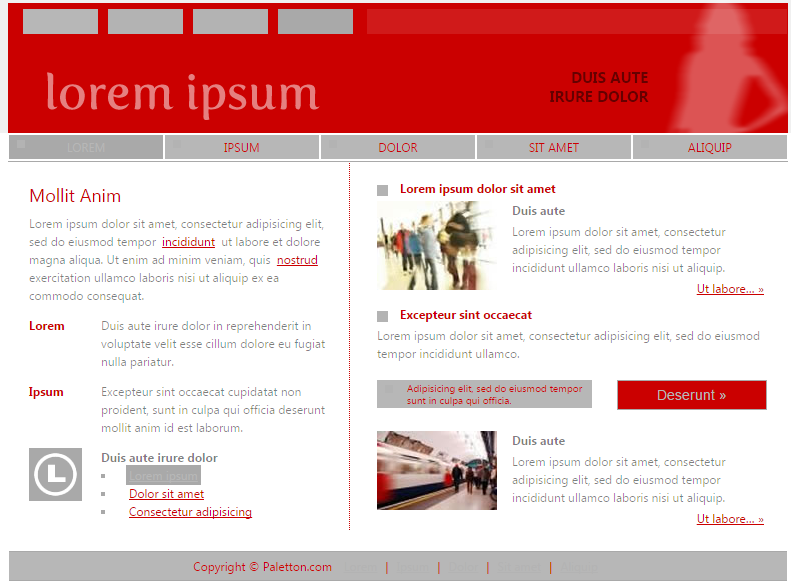 lorem ipsum
DUIS AUTE
IRURE DOLOR
LOREM
IPSUM
DOLOR
SIT AMET
ALIQUIP
Mollit Anim
Lorem ipsum dolor sit amet, consectetur adipisicing elit,
sed do eiusmod tempor incididunt ut labore et dolore
magna aliqua. Ut enim ad minim veniam, quis nostrud
exercitation ullamco laboris nisi ut aliquip ex ea
commodo consequat.
Lorem
Duis aute irure dolor in reprehenderit in
voluptate velit esse cillum dolore eu fugiat
nulla pariatur.
Ipsum
Excepteur sint occaecat cupidatat non
proident, sunt in culpa qui officia deserunt
mollit anim id est laborum.
Duis aute irure dolor
Lorem ipsum
Dolor sit amet
Consectetur adipisicing
Lorem ipsum dolor sit amet
Duis aute
Lorem ipsum dolor sit amet, consectetur
adipisicing elit, sed do eiusmod tempor
incididunt ullamco laboris nisi ut aliquip.
Ut labore... »
Excepteur sint occaecat
Lorem ipsum dolor sit amet, consectetur adipisicing elit, sed do eiusmod
tempor incididunt ullamco.
Adipisicing elit, sed do eiusmod tempor
sunt in culpa qui officia.
Deserunt »
Duis aute
Lorem ipsum dolor sit amet, consectetur
adipisicing elit, sed do eiusmod tempor
incididunt ullamco laboris nisi ut aliquip.
Ut labore... »
Copyright © Paletton.com | | | |